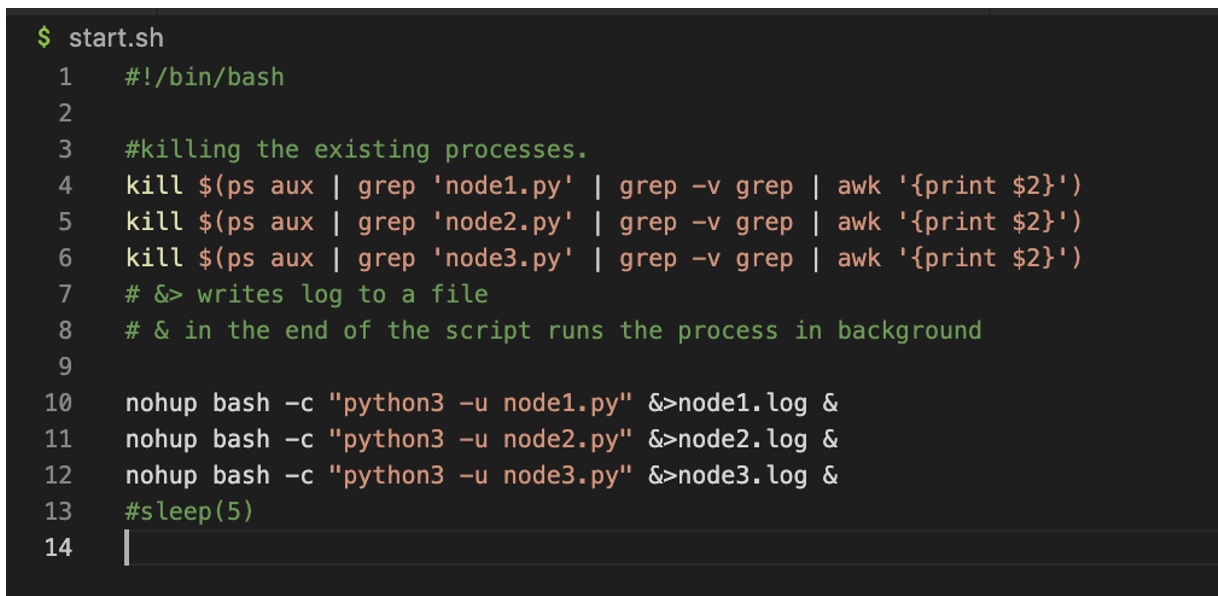 $ start.sh
1 #!/bin/bash
2
3 #killing the existing processes.
4 kill $(ps aux | grep 'node1.py' | grep -v grep | awk '{print $2}')
5 kill $(ps aux | grep 'node2.py' | grep -v grep | awk '{print $2}')
6 kill $(ps aux | grep 'node3.py' | grep -v grep | awk '{print $2}')
7 # &> writes log to a file
8 # & in the end of the script runs the process in background
9
10 nohup bash -c "python3 -u node1.py" &>node1.log &
11 nohup bash -c "python3 -u node2.py" &>node2.log &
12 nohup bash -c "python3 -u node3.py" &>node3.log &
13 #sleep(5)
14